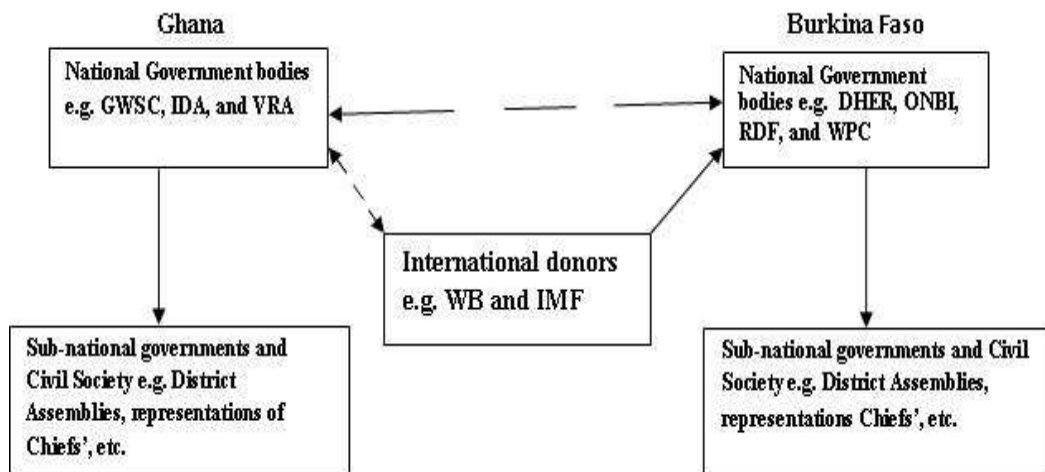 Ghana
Burkina Faso
National Government bodies
e.g. GWSC, IDA, and VRA
National Government
bodies e.g. DHER, ONBI,
RDF, and WPC
International donors
e.g. WB and IMF
Sub-national governments and
Civil Society e.g. District
Assemblies, representations of
Chiefs’, etc.
Sub-national governments and Civil
Society e.g. District Assemblies,
representations Chiefs’, etc.